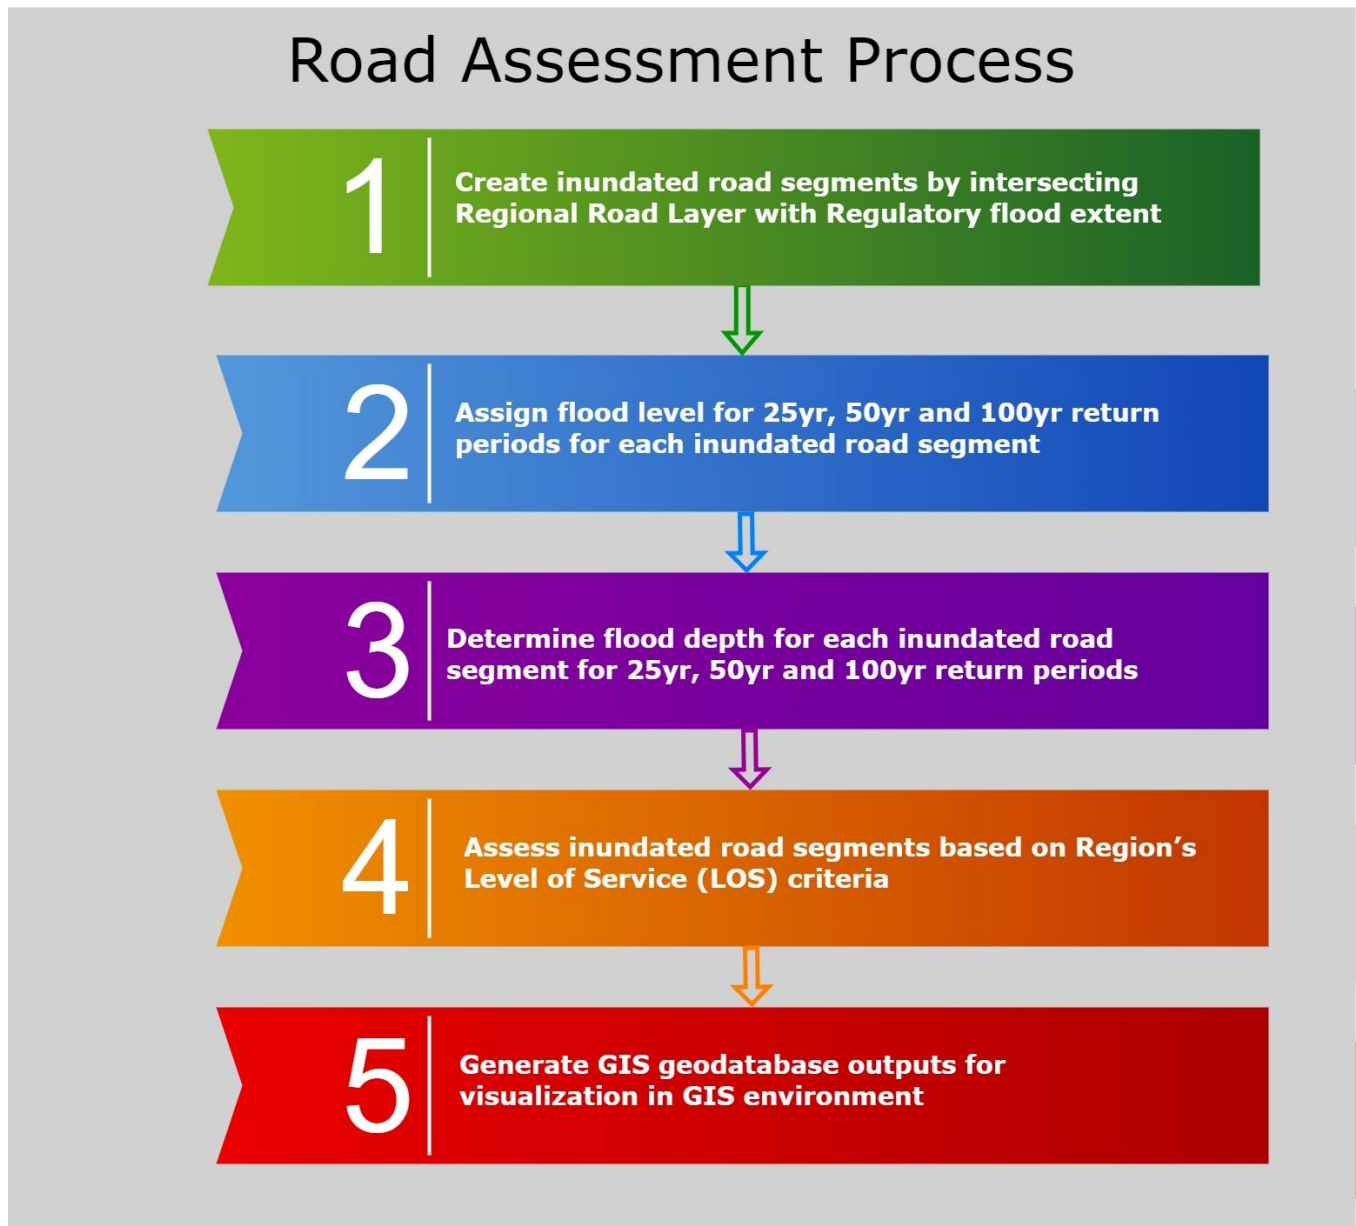 Road Assessment Process
1
Create inundated road segments by intersecting
Regional Road Layer with Regulatory flood extent
2
Assign flood level for 25yr, 50yr and 100yr return
periods for each inundated road segment
3
Determine flood depth for each inundated road
segment for 25yr, 50yr and 100yr return periods
4
Assess inundated road segments based on Region’s
Level of Service (LOS) criteria
5
Generate GIS geodatabase outputs for
visualization in GIS environment